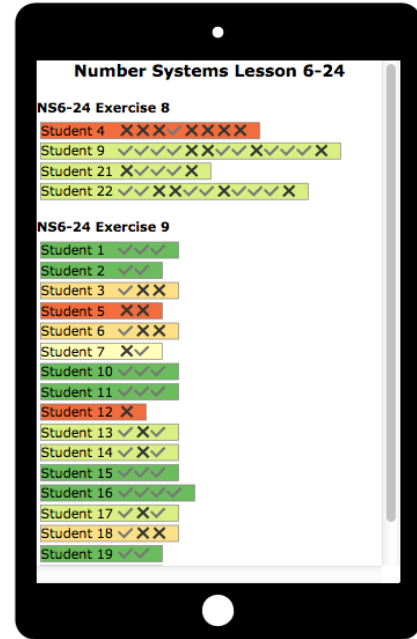 Number Systems Lesson 6-24
NS6-24 Exercise 8
Student 4 ✕✕✕✓✕✕✕✕
Student 9 ✓✓✓✓✕✕✓✓✕✓✓✓✕
Student 21 ✕✓✓✓✕
Student 22 ✓✓✕✕✓✓✕✓✓✓✕
NS6-24 Exercise 9
Student 1 ✓✓✓
Student 2 ✓✓
Student 3 ✓✕✕
Student 5 ✕✕
Student 6 ✓✕✕
Student 7 ✕✓
Student 10 ✓✓✓
Student 11 ✓✓✓
Student 12 ✕
Student 13 ✓✕✓
Student 14 ✓✕✓
Student 15 ✓✓✓
Student 16 ✓✓✓✓
Student 17 ✓✕✓
Student 18 ✓✕✕
Student 19 ✓✓